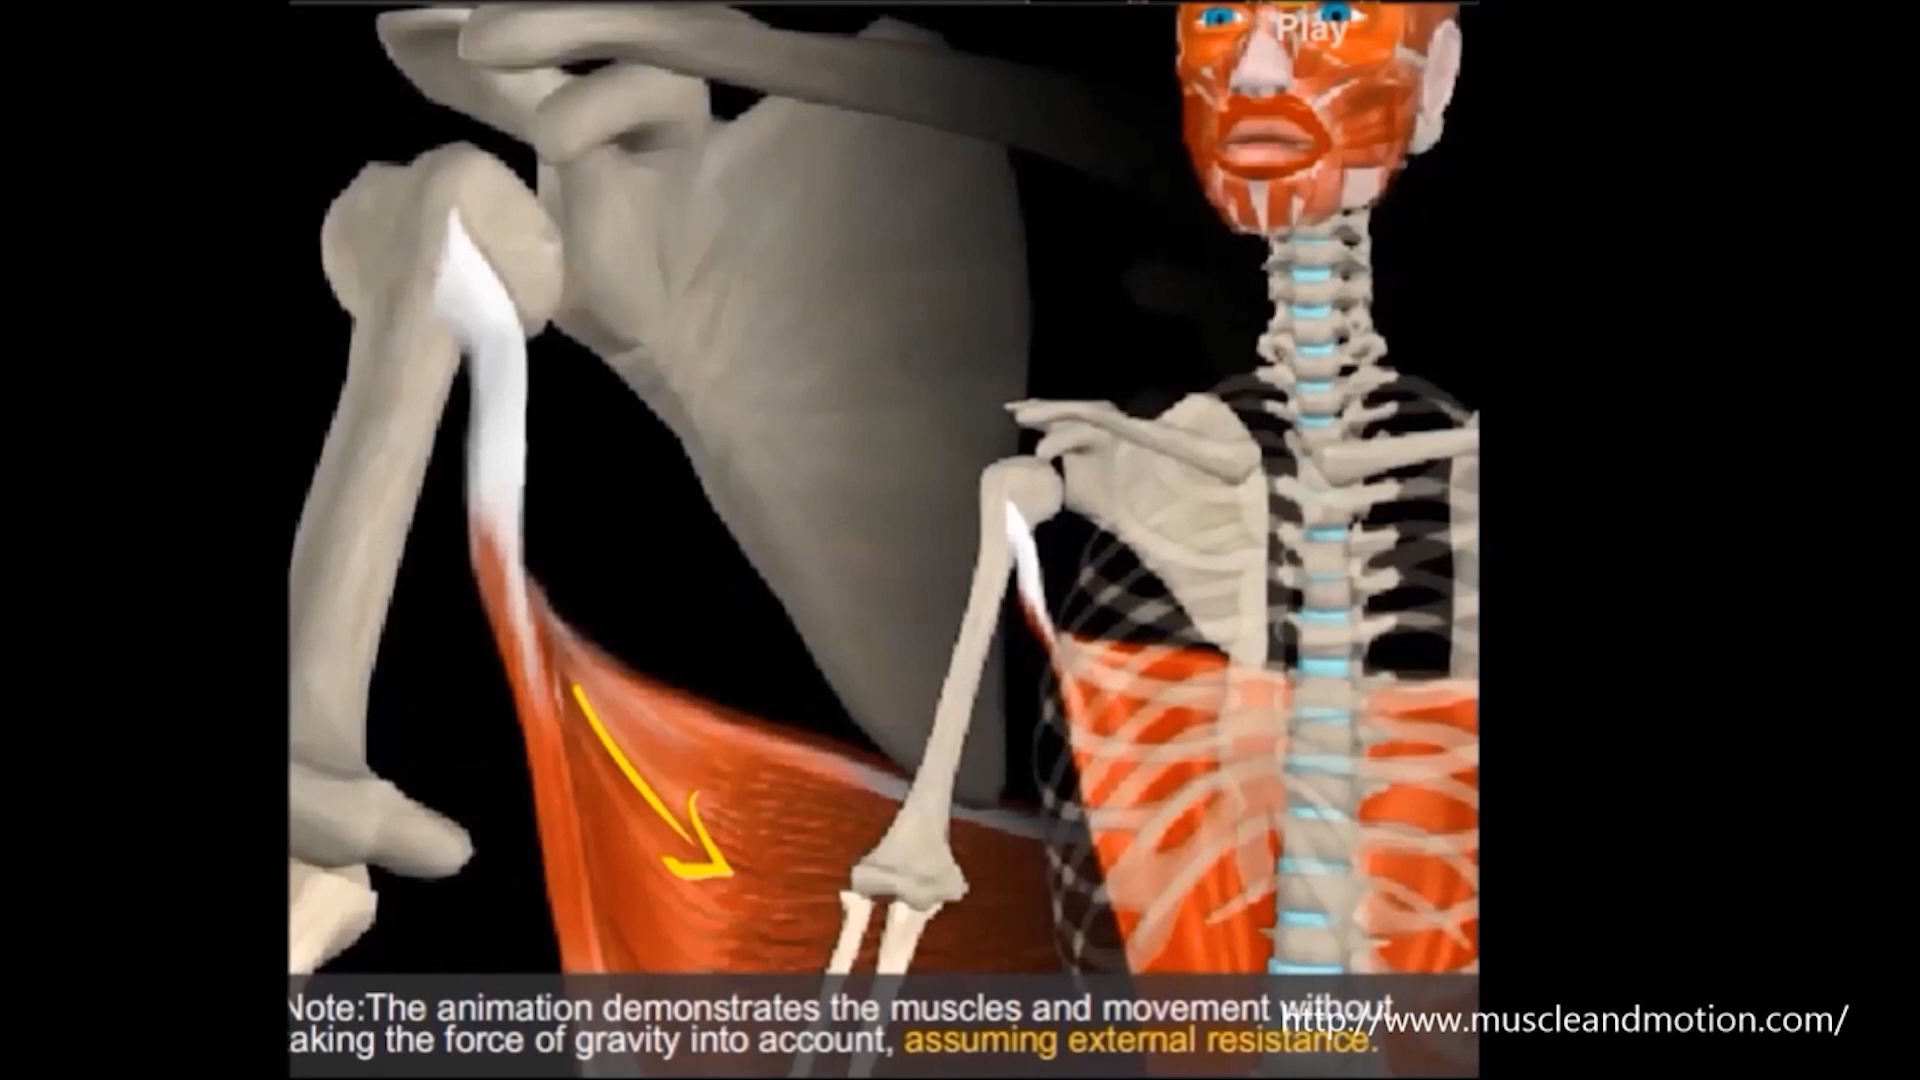 Play
Note:The animation demonstrates the muscles and movement without
aking the force of gravity into account, assuming external resistance.
http://www.muscleandmotion.com/